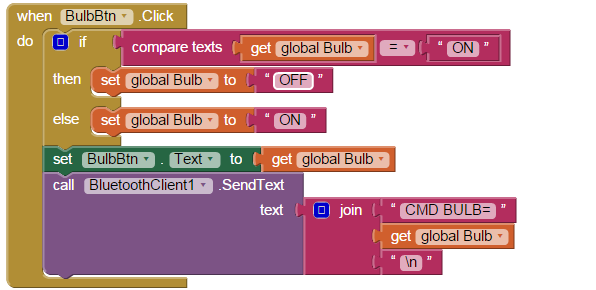 when BulbBtn .Click
do if compare texts get global Bulb = “ ON ”
then set global Bulb to “ OFF ”
else set global Bulb to “ ON ”
set BulbBtn . Text to get global Bulb
call BluetoothClient1 .SendText
text join “ CMD BULB= ”
get global Bulb
“ \n ”